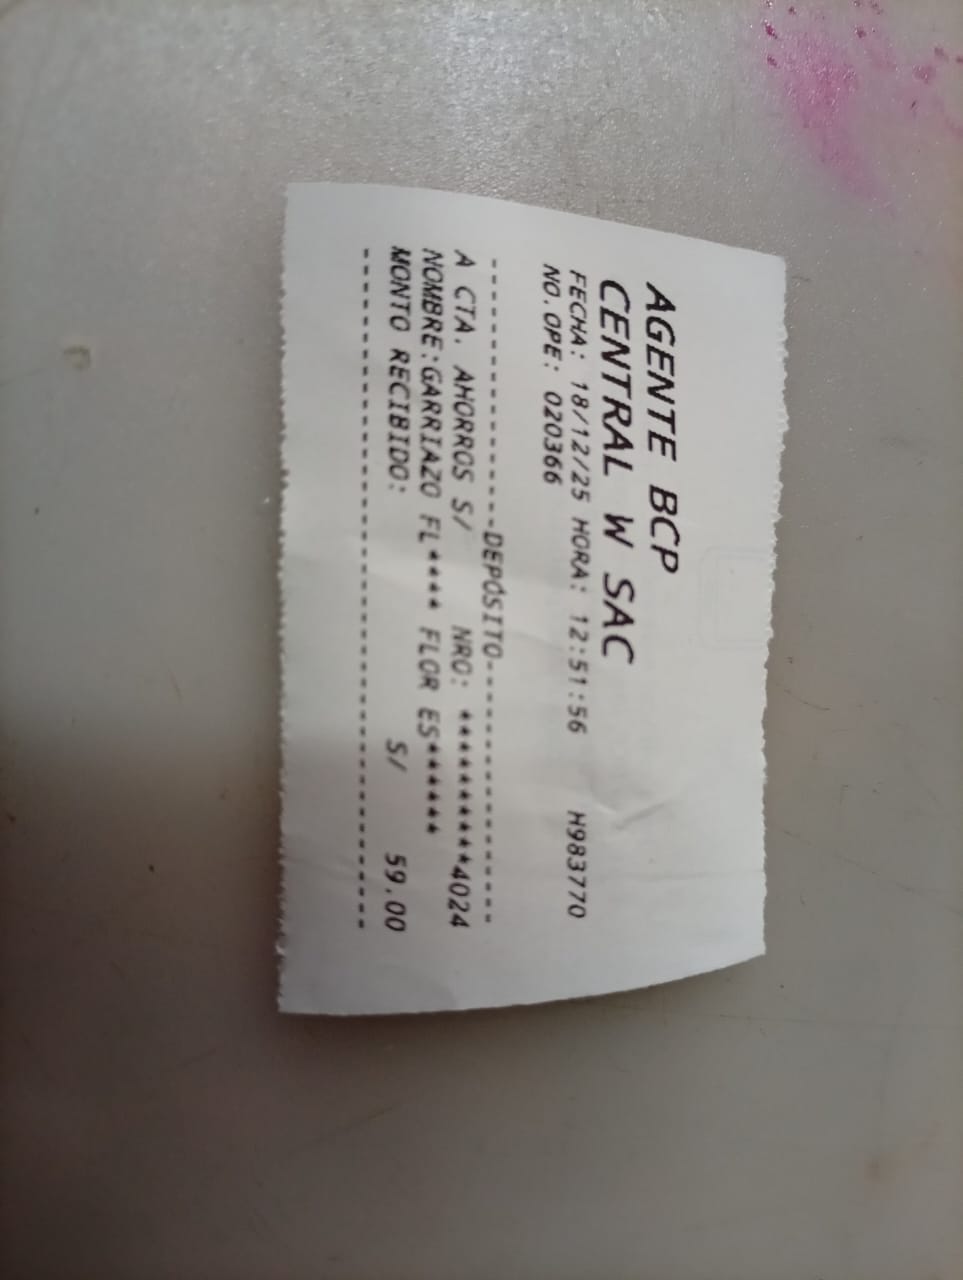 AGENTE BCP
CENTRAL W SAC
FECHA: 18/12/25 HORA: 12:51:56 H983770
NO.OPE: 020366
------------DEPÓSITO------------
A CTA. AHORROS S/ NRO: **********4024
NOMBRE:GARRIAZO FL**** FLOR ES*******
MONTO RECIBIDO: S/ 59.00
--------------------------------